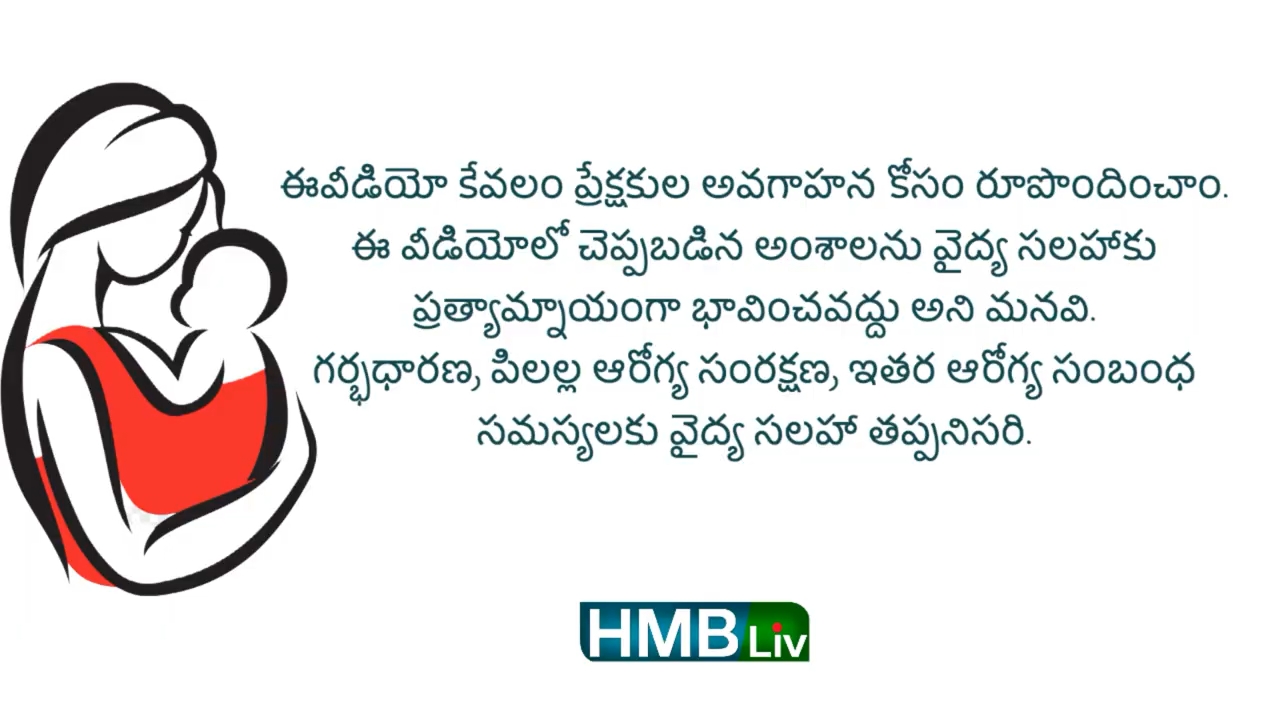 ఈవీడియో కేవలం ప్రేక్షకుల అవగాహన కోసం రూపొందించాం.
ఈ వీడియోలో చెప్పబడిన అంశాలను వైద్య సలహాకు
ప్రత్యామ్నాయంగా భావించవద్దు అని మనవి.
గర్భధారణ, పిలల్ల ఆరోగ్య సంరక్షణ, ఇతర ఆరోగ్య సంబంధ
సమస్యలకు వైద్య సలహా తప్పనిసరి.
HMB Liv